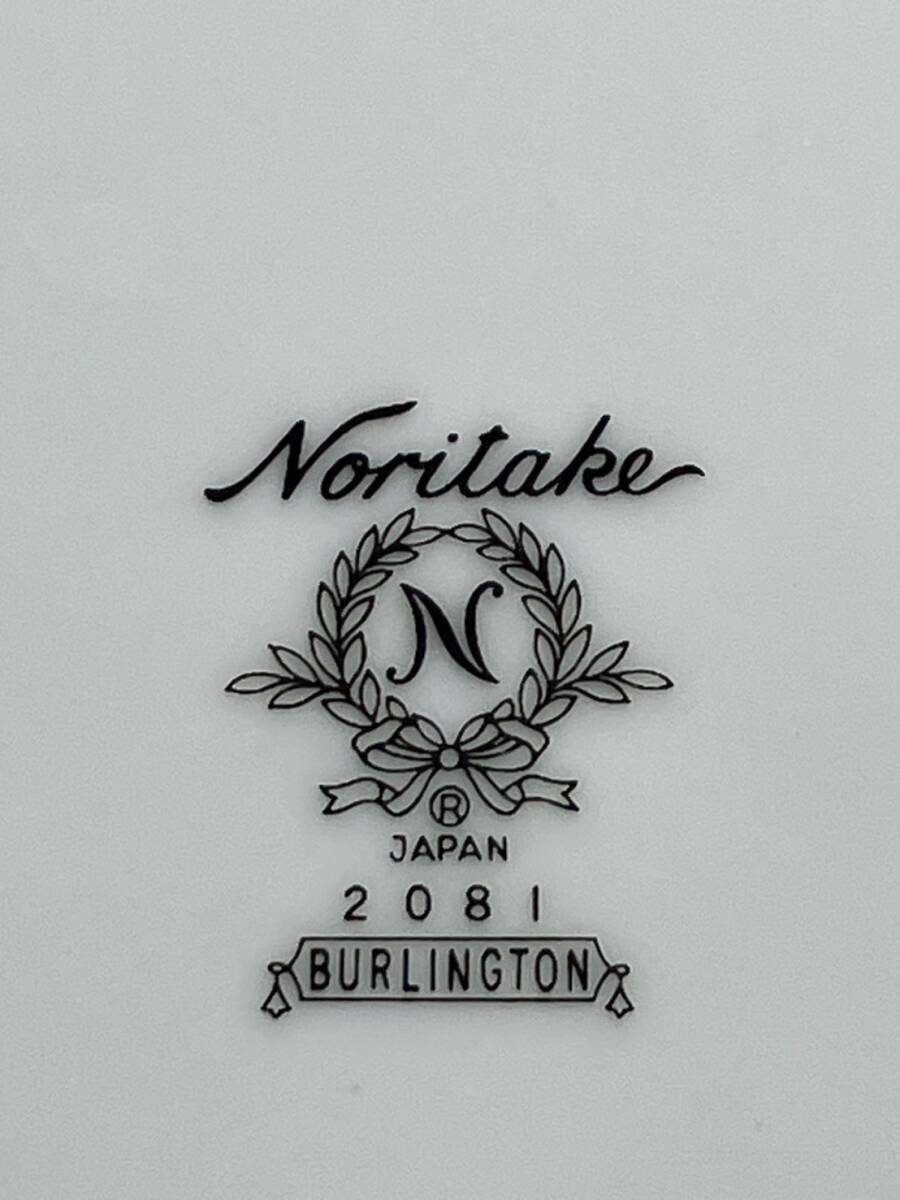 Noritake
N
®
JAPAN
2081
BURLINGTON